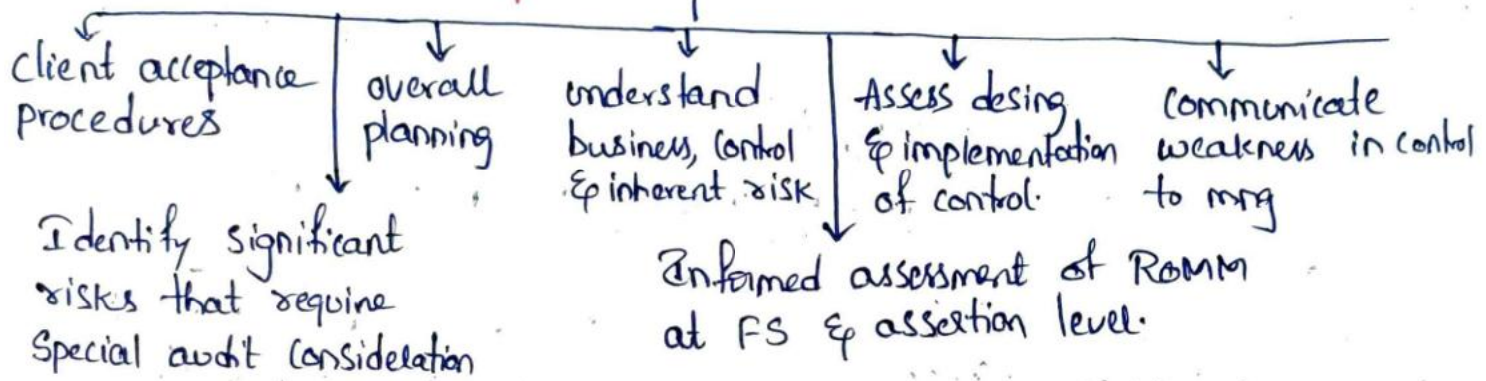 Client acceptance
procedures
overall
planning
understand
business, Control
& inherent risk
Assess desing
& implementation
of control.
communicate
weakness in control
to mng
Identify significant
risks that require
Special audit Consideration
Informed assessment of ROMM
at FS & assertion level.